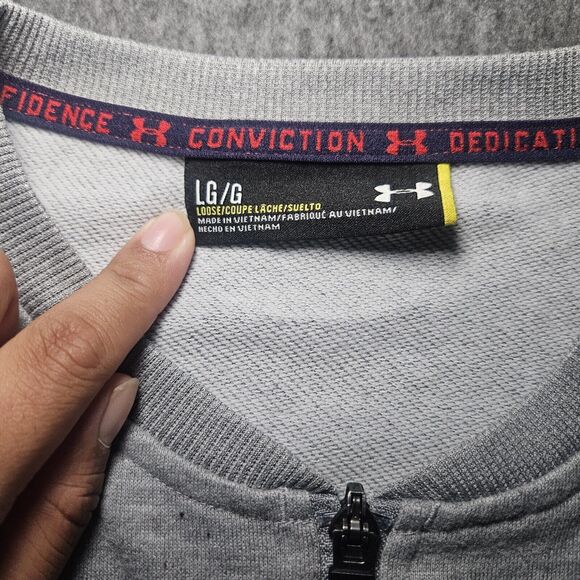 FIDENCE CONVICTION DEDICATI
LG/G
LOOSE/COUPE LÂCHE/SUELTO
MADE IN VIETNAM/FABRIQUÉ AU VIETNAM/
HECHO EN VIETNAM